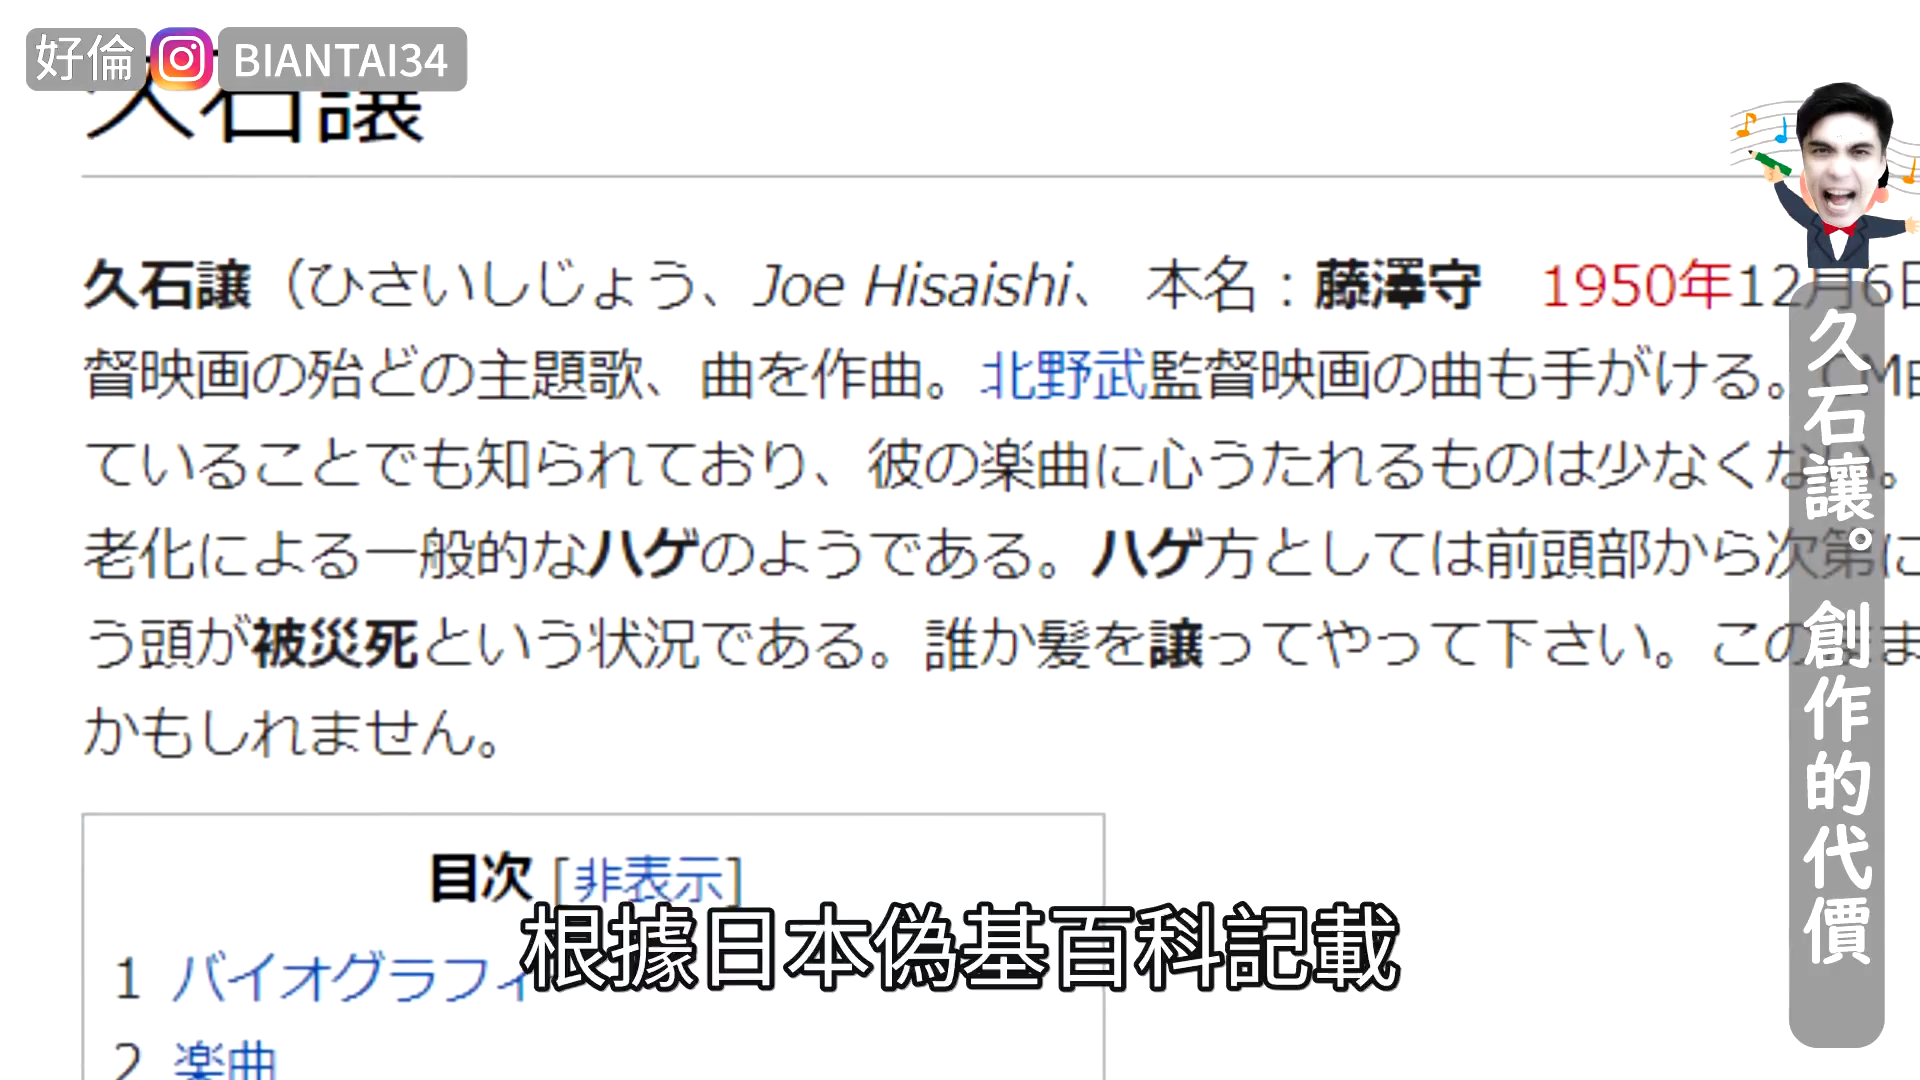 好倫 BIANTAI34
久石譲
久石譲（ひさいしじょう、Joe Hisaishi、 本名：藤澤守 1950年12月6日
督映画の殆どの主題歌、曲を作曲。北野武監督映画の曲も手がける。CM曲
ていることでも知られており、彼の楽曲に心うたれるものは少なくない。
老化による一般的なハゲのようである。ハゲ方としては前頭部から次第に
う頭が被災死という状況である。誰か髪を譲ってやって下さい。このまま
かもしれません。
目次 [非表示]
1 バイオグラフィ
2 楽曲
根據日本偽基百科記載
久石讓。創作的代價